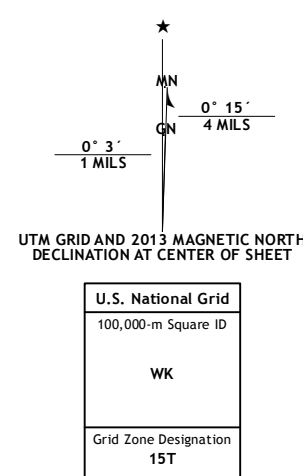 ★
MN
0° 15´
4 MILS
GN
0° 3´
1 MILS
UTM GRID AND 2013 MAGNETIC NORTH
DECLINATION AT CENTER OF SHEET
U.S. National Grid
100,000-m Square ID
WK
Grid Zone Designation
15T